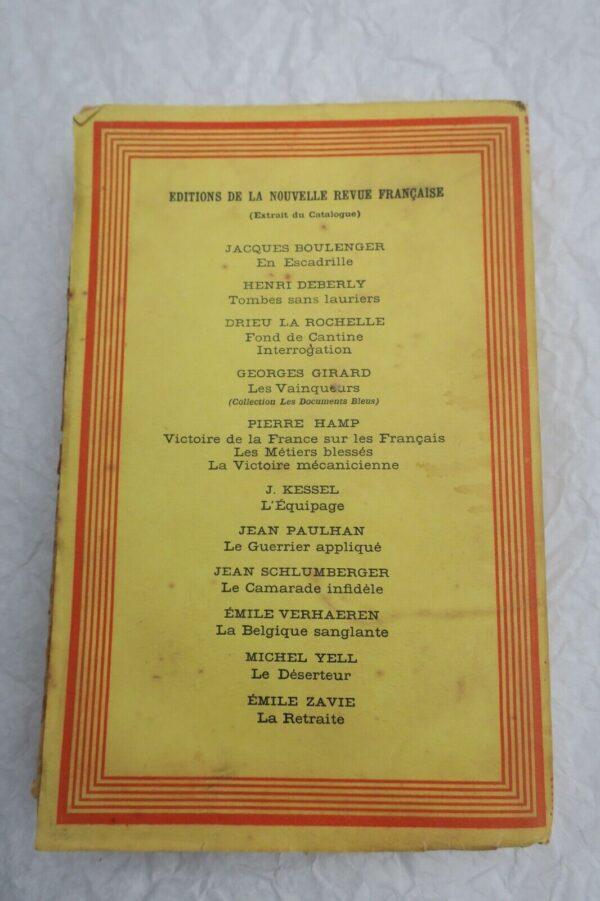 EDITIONS DE LA NOUVELLE REVUE FRANÇAISE
(Extrait du Catalogue)
JACQUES BOULENGER
En Escadrille
HENRI DEBERLY
Tombes sans lauriers
DRIEU LA ROCHELLE
Fond de Cantine
Interrogation
GEORGES GIRARD
Les Vainqueurs
(Collection Les Documents Bleus)
PIERRE HAMP
Victoire de la France sur les Français
Les Métiers blessés
La Victoire mécanicienne
J. KESSEL
L'Équipage
JEAN PAULHAN
Le Guerrier appliqué
JEAN SCHLUMBERGER
Le Camarade infidèle
ÉMILE VERHAEREN
La Belgique sanglante
MICHEL YELL
Le Déserteur
ÉMILE ZAVIE
La Retraite